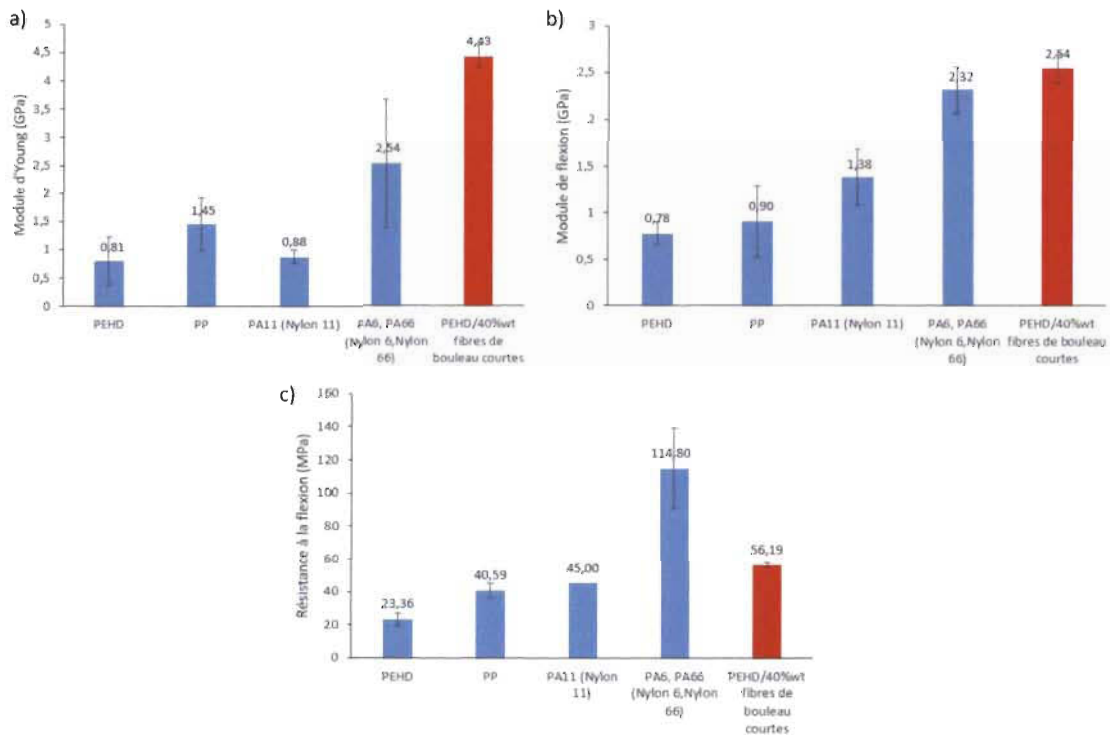 a)
Module d'Young (GPa)
5
4,5
4
3,5
3
2,5
2
1,5
1
0,5
0
0,81
1,45
0,88
2,54
4,43
PEHD
PP
PA11 (Nylon 11)
PA6, PA66
(Nylon 6,Nylon
66)
PEHD/40%wt
fibres de
bouleau courtes
b)
Module de flexion (GPa)
3
2,5
2
1,5
1
0,5
0
0,78
0,90
1,38
2,32
2,54
PEHD
PP
PA11 (Nylon 11)
PA6, PA66
(Nylon 6,Nylon
66)
PEHD/40%wt
fibres de bouleau
courtes
c)
Résistance à la flexion (MPa)
160
140
120
100
80
60
40
20
0
23,36
40,59
45,00
114,80
56,19
PEHD
PP
PA11 (Nylon
11)
PA6, PA66
(Nylon 6,Nylon
66)
PEHD/40%wt
fibres de
bouleau
courtes